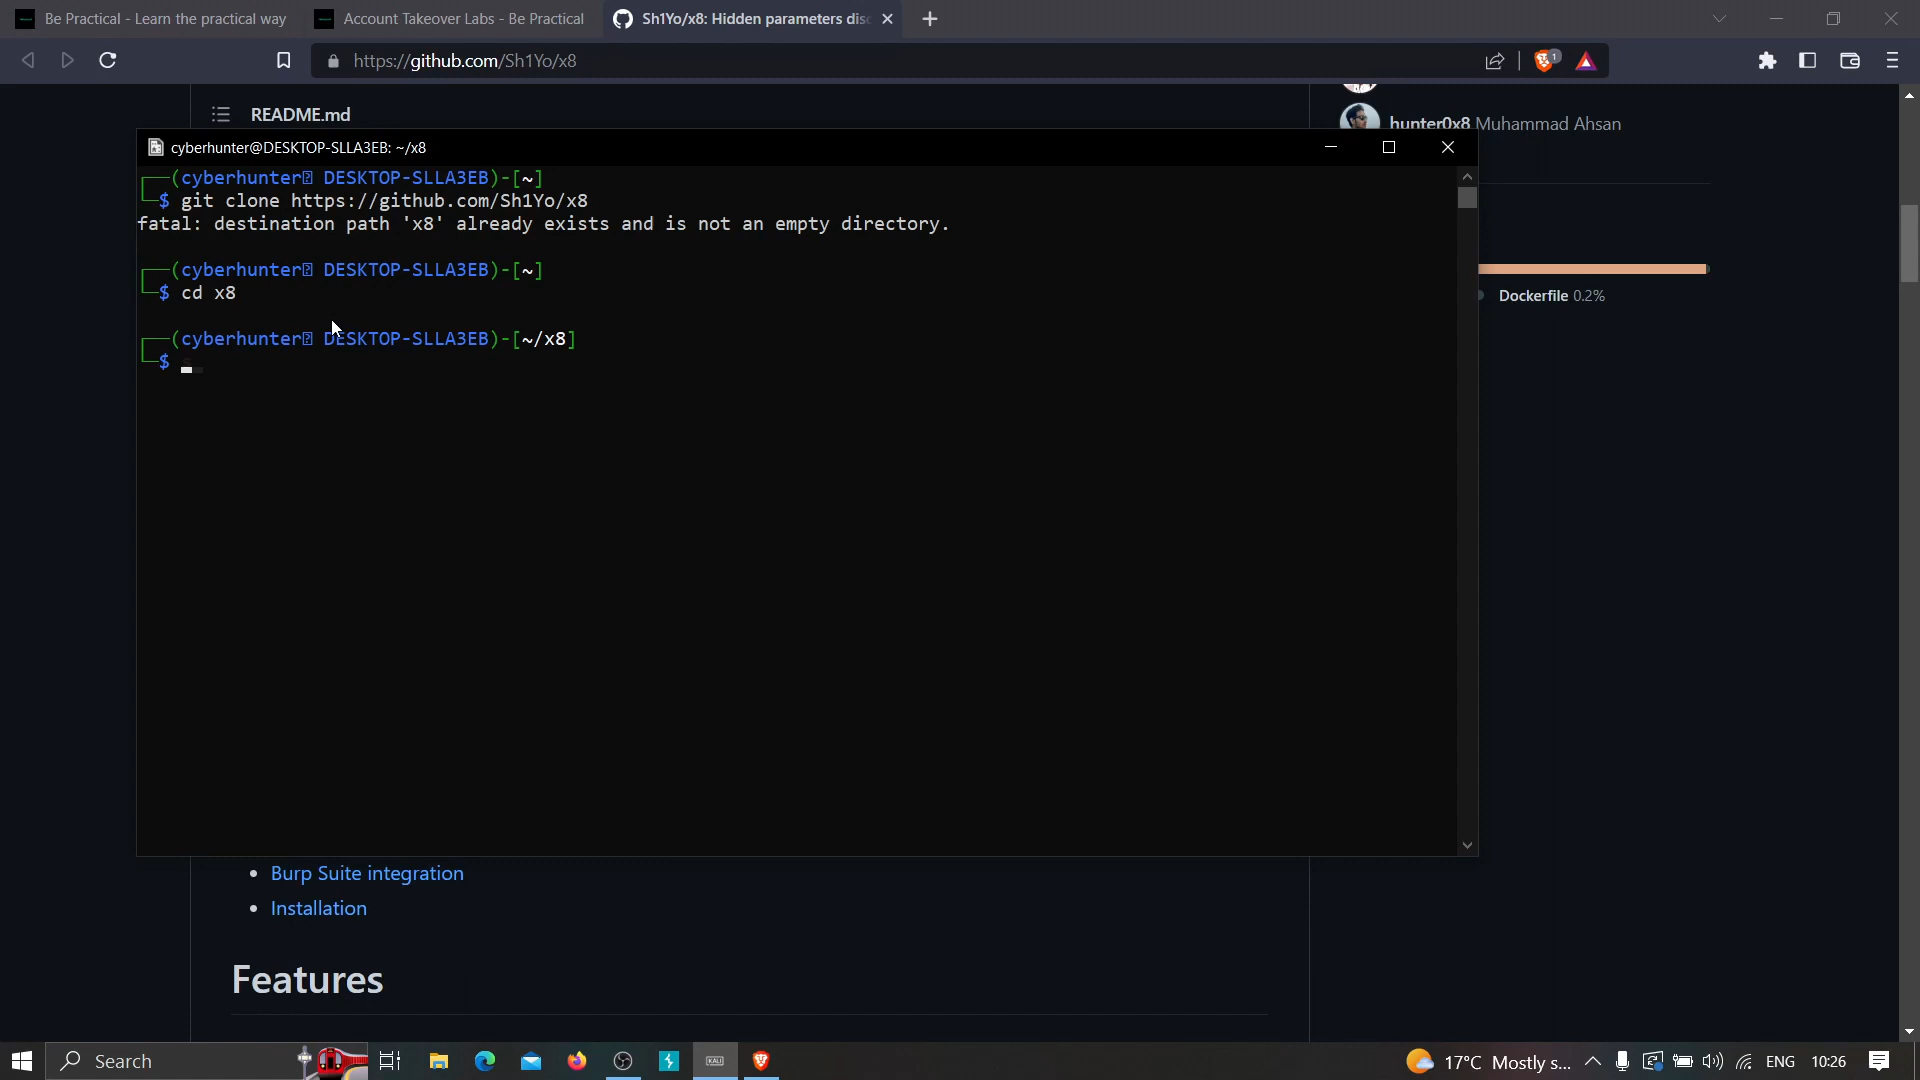 Be Practical - Learn the practical way
Account Takeover Labs - Be Practical
Sh1Yo/x8: Hidden parameters disc
https://github.com/Sh1Yo/x8
1
README.md
hunter0x8 Muhammad Ahsan
cyberhunter@DESKTOP-SLLA3EB: ~/x8
(cyberhunter DESKTOP-SLLA3EB)-[~]
$ git clone https://github.com/Sh1Yo/x8
fatal: destination path 'x8' already exists and is not an empty directory.
(cyberhunter DESKTOP-SLLA3EB)-[~]
$ cd x8
(cyberhunter DESKTOP-SLLA3EB)-[~/x8]
$
Dockerfile 0.2%
Burp Suite integration
Installation
Features
Search
KALI
17°C Mostly s...
ENG
10:26